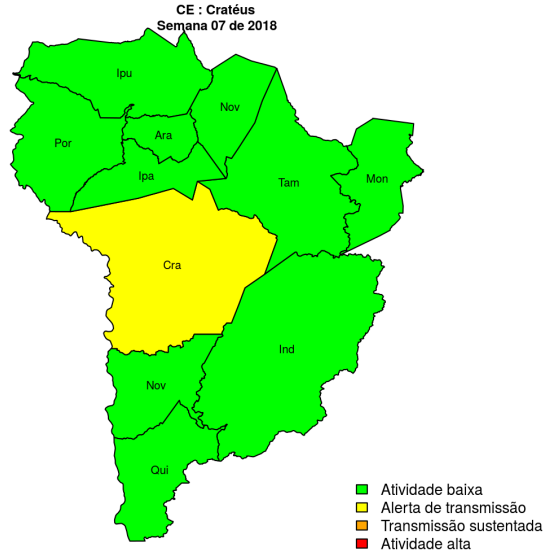 CE : Cratéus
Semana 07 de 2018
Ipu
Nov
Ara
Por
Ipa
Tam
Mon
Cra
Ind
Nov
Qui
Atividade baixa
Alerta de transmissão
Transmissão sustentada
Atividade alta